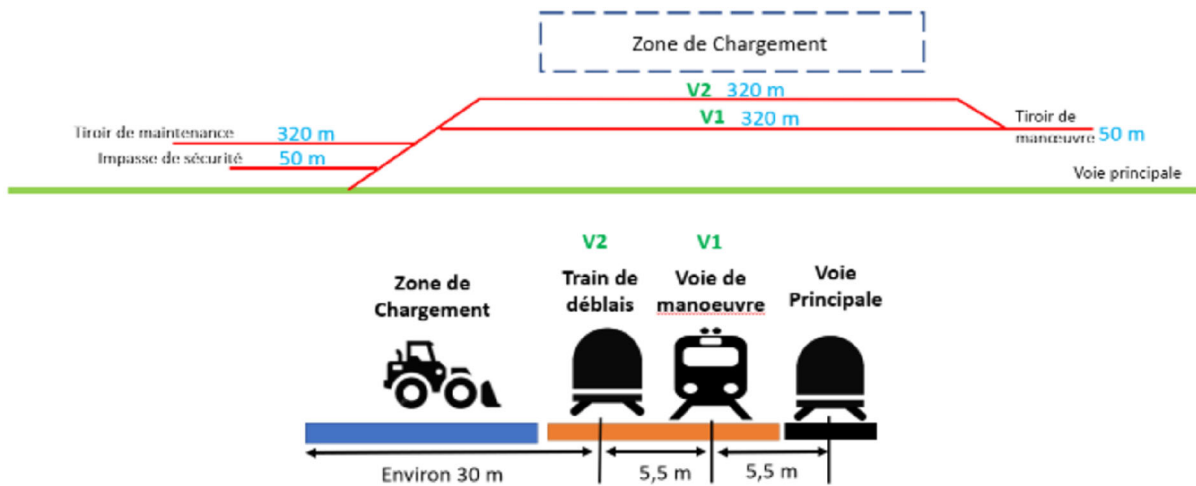 Zone de Chargement
V2 320 m
V1 320 m
Tiroir de maintenance 320 m
Impasse de sécurité 50 m
Tiroir de
manœuvre 50 m
Voie principale
V2 V1
Zone de
Chargement
Train de
déblais
Voie de
manoeuvre
Voie
Principale
Environ 30 m
5,5 m
5,5 m